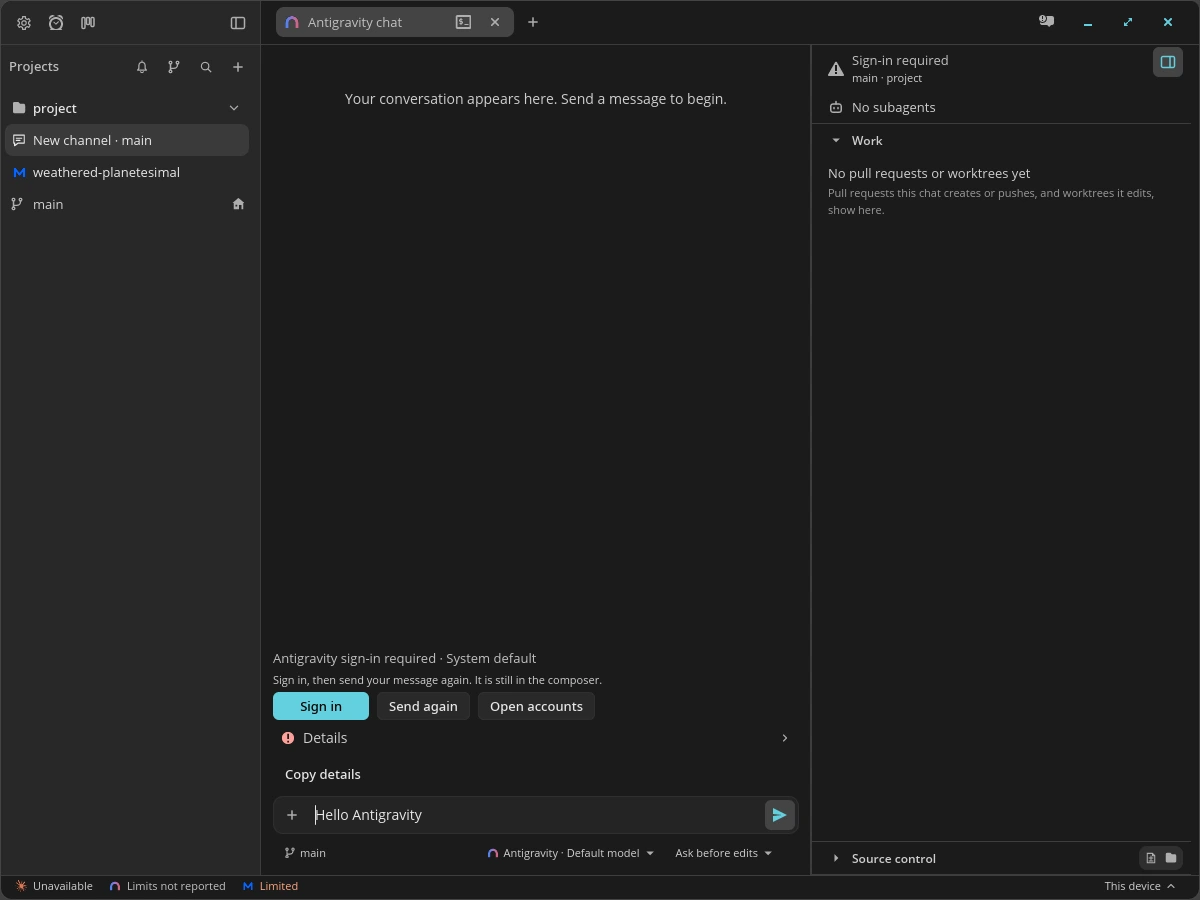 Antigravity chat
Projects
project
New channel · main
weathered-planetesimal
main
Your conversation appears here. Send a message to begin.
Antigravity sign-in required · System default
Sign in, then send your message again. It is still in the composer.
Sign in
Send again
Open accounts
Details
Copy details
Hello Antigravity
main
Antigravity · Default model
Ask before edits
Sign-in required
main · project
No subagents
Work
No pull requests or worktrees yet
Pull requests this chat creates or pushes, and worktrees it edits,
show here.
Source control
Unavailable
Limits not reported
Limited
This device